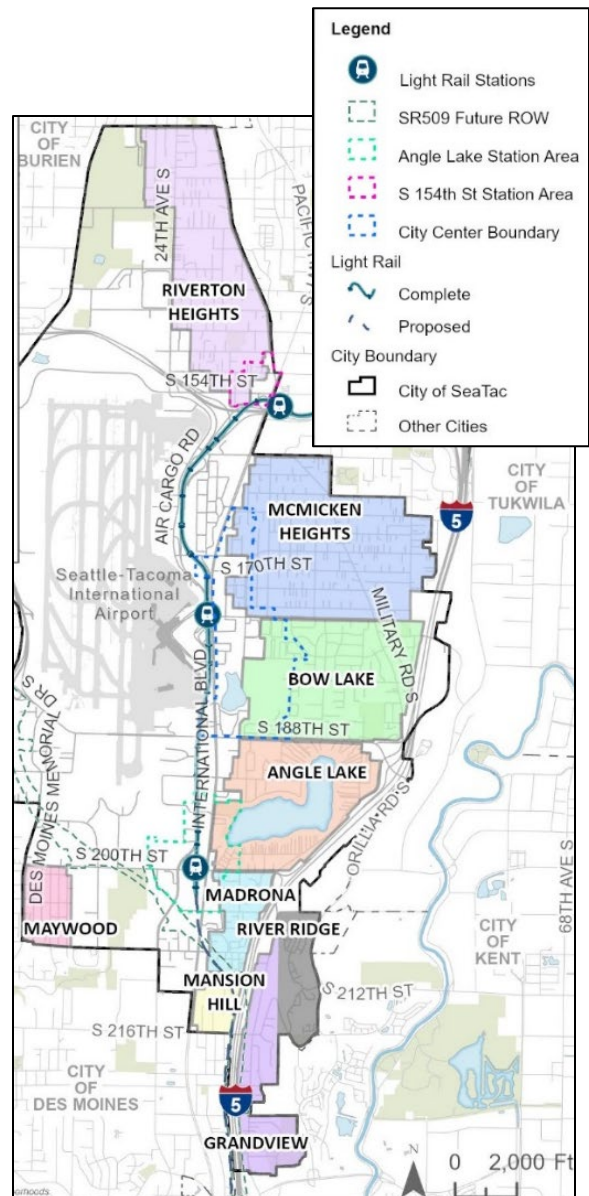 Legend
Light Rail Stations
SR509 Future ROW
Angle Lake Station Area
S 154th St Station Area
City Center Boundary
Light Rail
Complete
Proposed
City Boundary
City of SeaTac
Other Cities
CITY
OF
BURIEN
24TH AVE S
RIVERTON
HEIGHTS
S 154TH ST
AIR CARGO RD
CITY
OF
TUKWILA
5
MCMICKEN
HEIGHTS
S 170TH ST
Seattle-Tacoma
International
Airport
MILITARY RD S
INTERNATIONAL BLVD
BOW LAKE
S 188TH ST
DES MOINES MEMORIAL DR S
ANGLE LAKE
ORILLIA RD S
S 200TH ST
MADRONA
MAYWOOD
RIVER RIDGE
CITY
OF
KENT
68TH AVE S
MANSION
HILL
S 212TH ST
S 216TH ST
CITY
OF
DES MOINES
5
GRANDVIEW
N
0 2,000 Ft